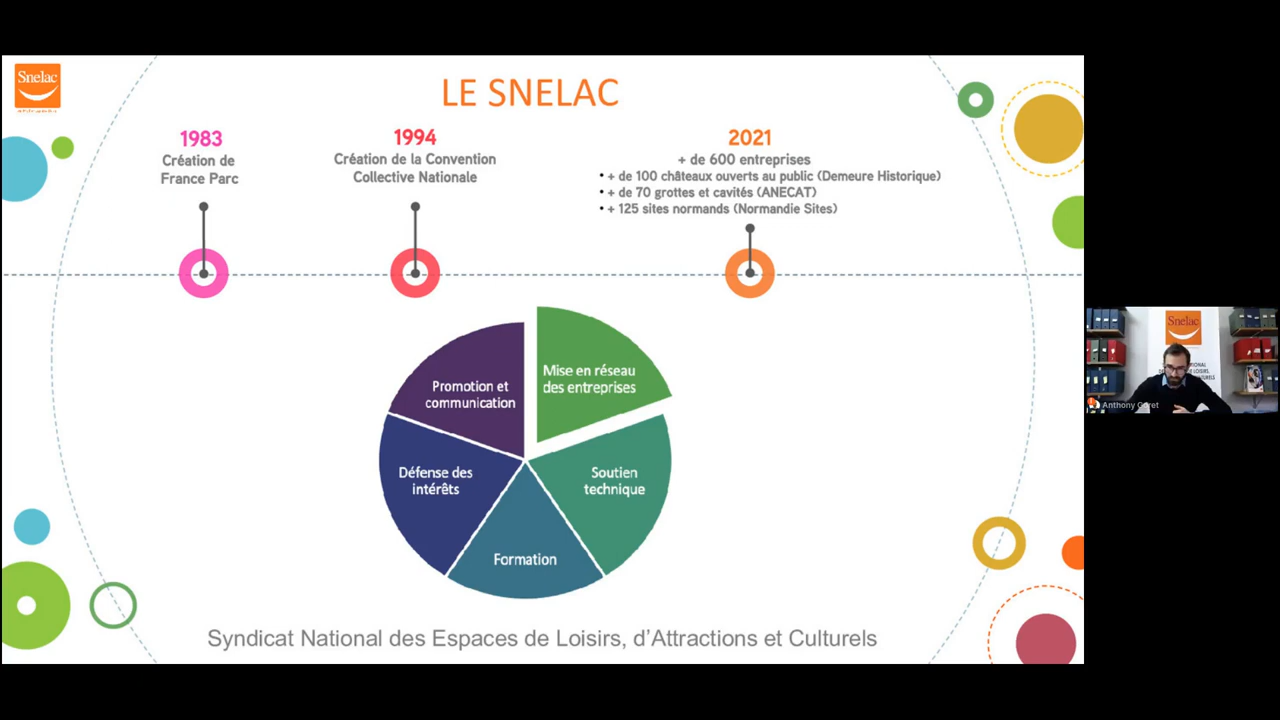 Snelac
LE SNELAC
1983
Création de
France Parc
1994
Création de la Convention
Collective Nationale
2021
+ de 600 entreprises
• + de 100 châteaux ouverts au public (Demeure Historique)
• + de 70 grottes et cavités (ANECAT)
• + 125 sites normands (Normandie Sites)
Mise en réseau
des entreprises
Promotion et
communication
Défense des
intérêts
Soutien
technique
Formation
Syndicat National des Espaces de Loisirs, d’Attractions et Culturels
Snelac
Anthony